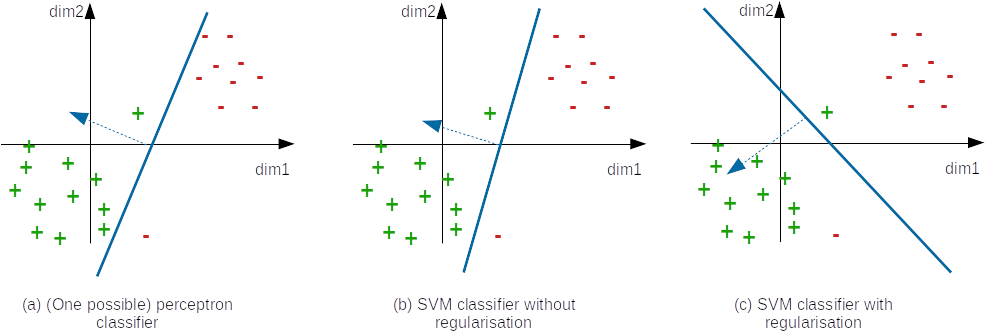 dim2
dim1
(a) (One possible) perceptron
classifier
dim2
dim1
(b) SVM classifier without
regularisation
dim2
dim1
(c) SVM classifier with
regularisation